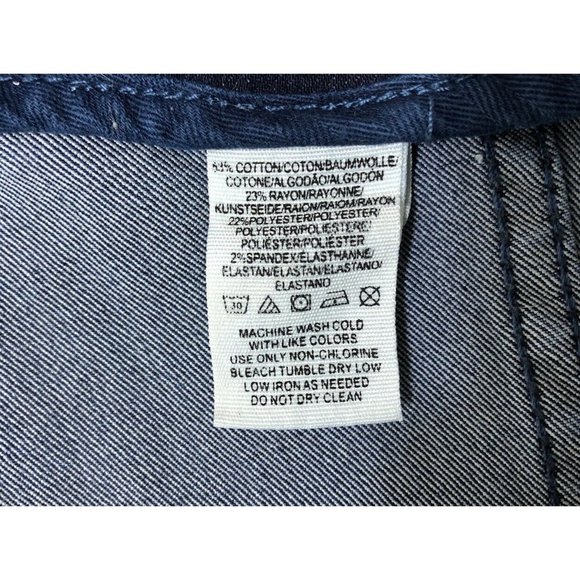 53% COTTON/COTON/BAUMWOLLE/
COTONE/ALGODÃO/ALGODON
23% RAYON/RAYONNE/
KUNSTSEIDE/RAION/RAYON
22%POLYESTER/POLYESTER/
POLYESTER/POLIESTERE/
POLIÉSTER/POLIÉSTER
2%SPANDEX/ÉLASTHANNE/
ELASTAN/ELASTAN/ELASTANO/
ELASTANO
30
MACHINE WASH COLD
WITH LIKE COLORS
USE ONLY NON-CHLORINE
BLEACH TUMBLE DRY LOW
LOW IRON AS NEEDED
DO NOT DRY CLEAN